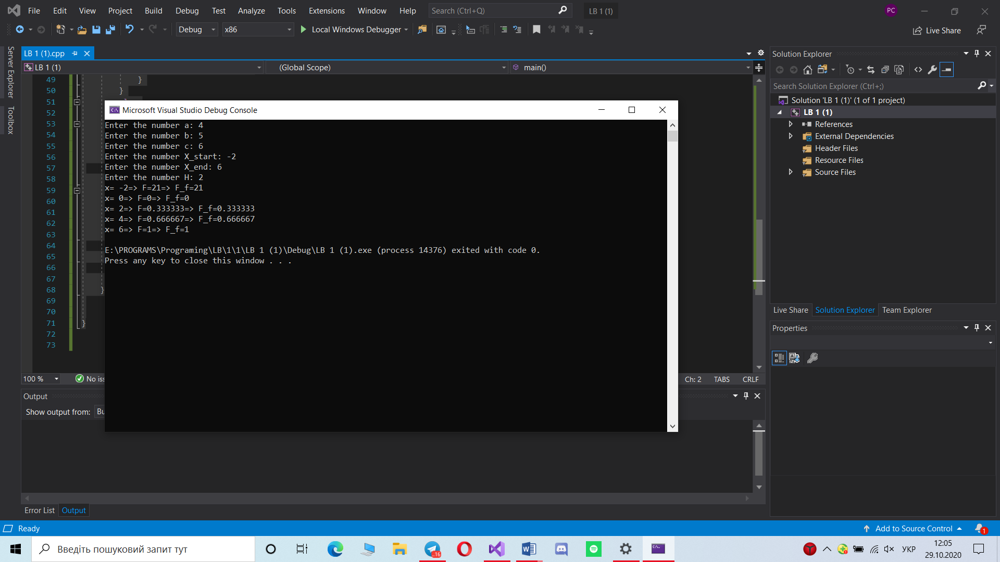 File Edit View Project Build Debug Test Analyze Tools Extensions Window Help Search (Ctrl+Q) LB 1 (1) PC
Debug x86 Local Windows Debugger Live Share
Server Explorer
Toolbox
LB 1 (1).cpp
LB 1 (1) (Global Scope) main()
49 }
50 }
51
52
53
54
55
56
57
58
59
60
61
62
63
64
65
66
67
68 }
69
70
71 }
72
73
Microsoft Visual Studio Debug Console
Enter the number a: 4
Enter the number b: 5
Enter the number c: 6
Enter the number X_start: -2
Enter the number X_end: 6
Enter the number H: 2
x= -2=> F=21=> F_f=21
x= 0=> F=0=> F_f=0
x= 2=> F=0.333333=> F_f=0.333333
x= 4=> F=0.666667=> F_f=0.666667
x= 6=> F=1=> F_f=1
E:\PROGRAMS\Programing\LB\1\1\LB 1 (1)\Debug\LB 1 (1).exe (process 14376) exited with code 0.
Press any key to close this window . . .
100 % No iss Ch: 2 TABS CRLF
Output
Show output from: Bu
Error List Output
Solution Explorer
Search Solution Explorer (Ctrl+;)
Solution 'LB 1 (1)' (1 of 1 project)
LB 1 (1)
References
External Dependencies
Header Files
Resource Files
Source Files
Live Share Solution Explorer Team Explorer
Properties
Ready Add to Source Control 1
Введіть пошуковий запит тут ..16 УКР 12:05
29.10.2020